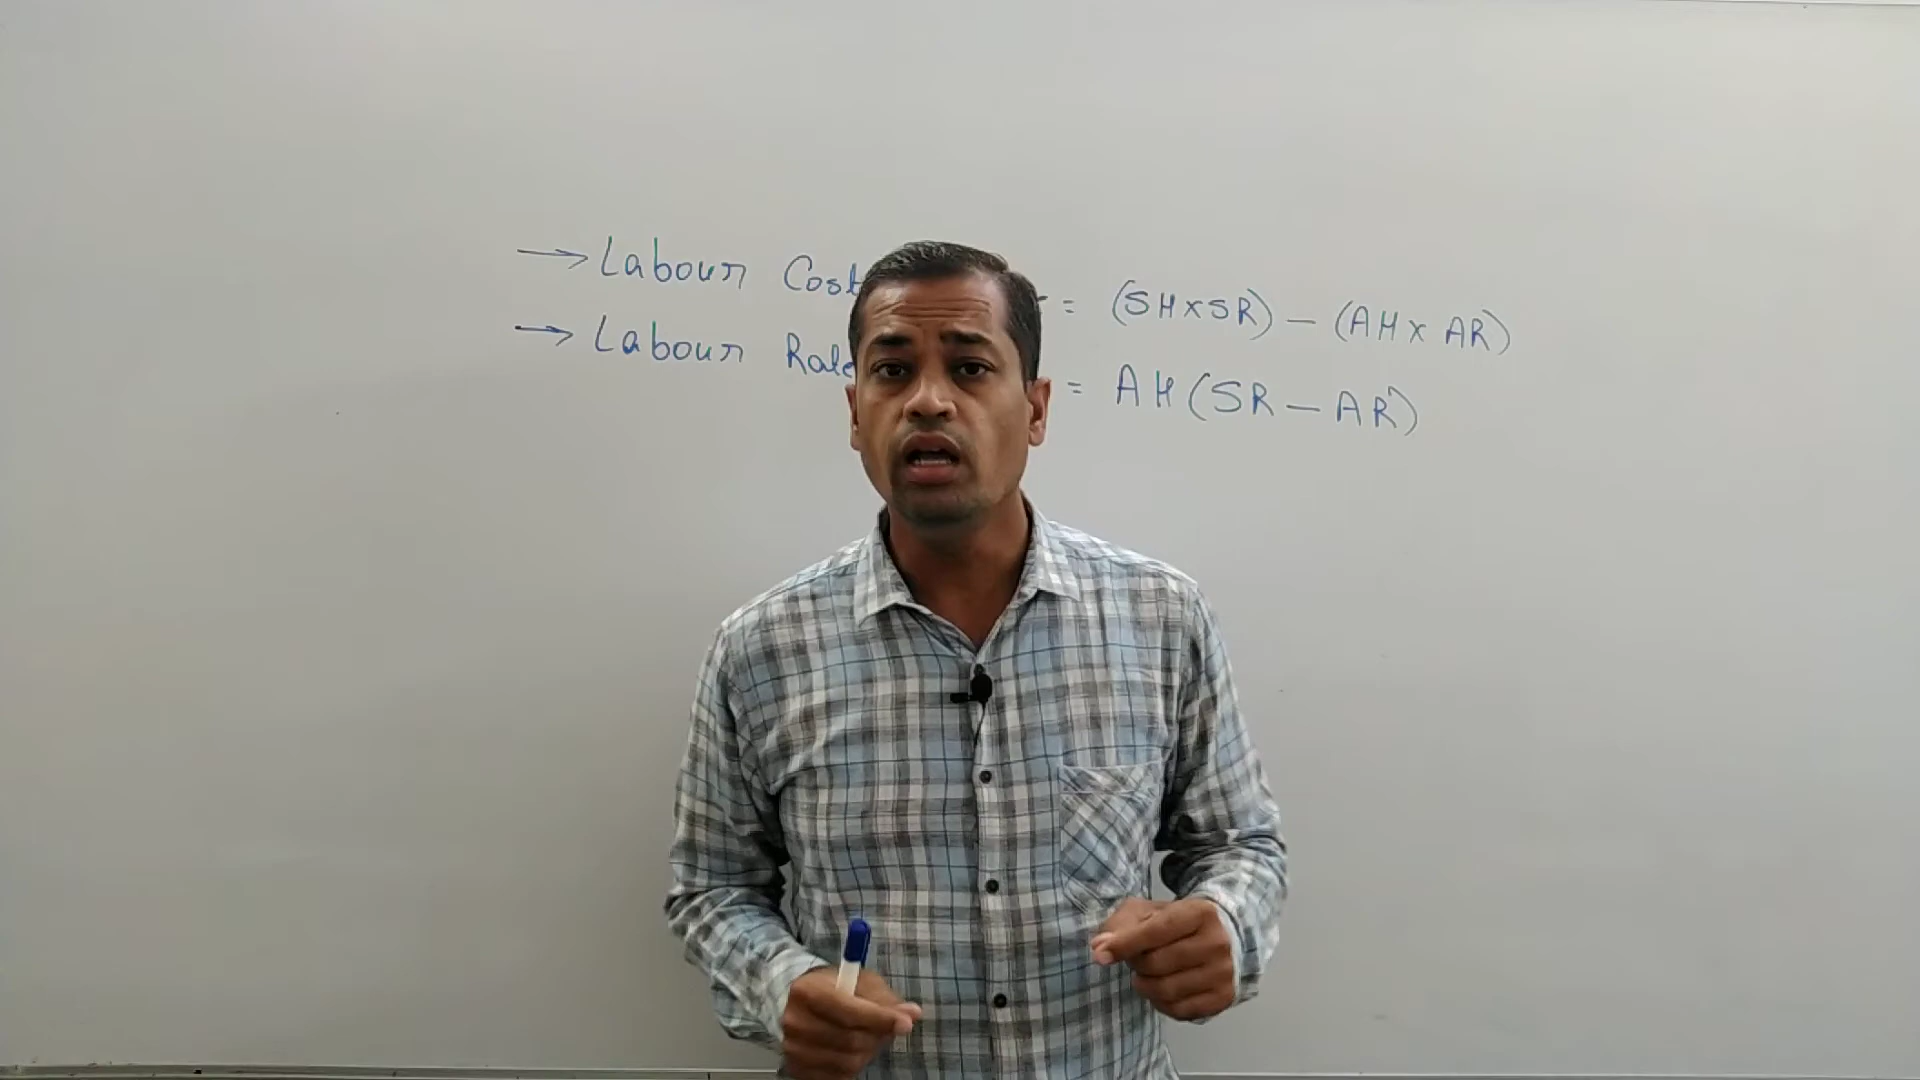 → Labour Cost = (SH×SR) – (AH× AR)
→ Labour Rate = AH(SR – AR)